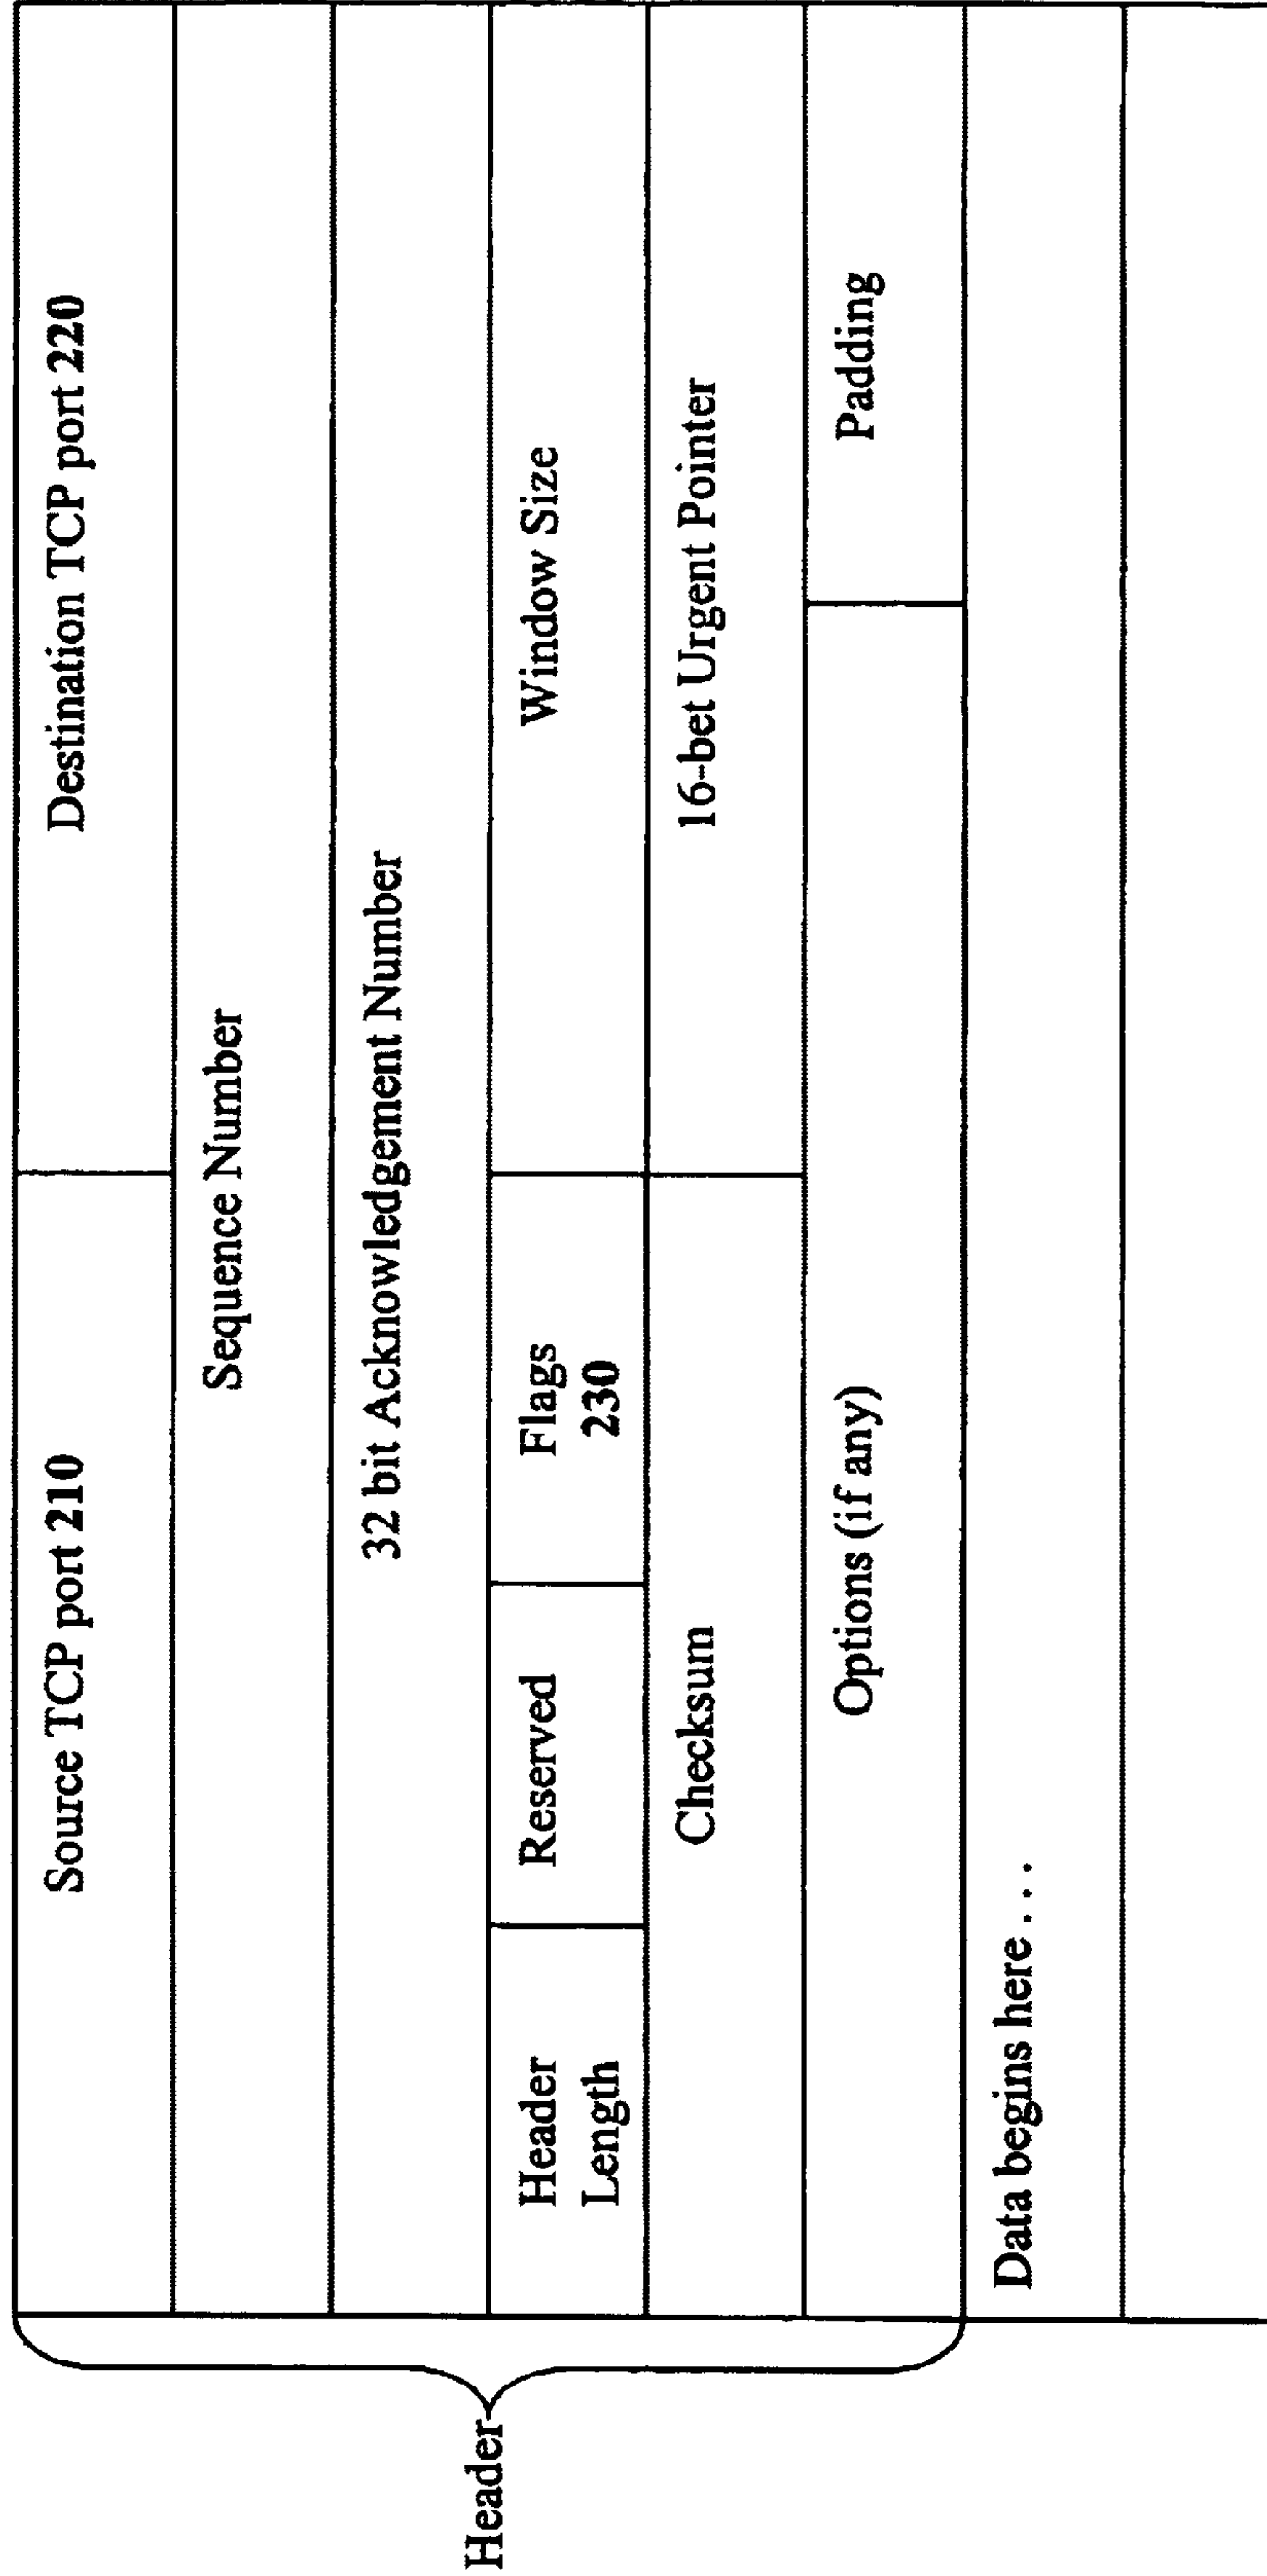 Source TCP port 210
Destination TCP port 220
Sequence Number
32 bit Acknowledgement Number
Header
Length
Reserved
Flags
230
Window Size
Checksum
16-bet Urgent Pointer
Options (if any)
Padding
Data begins here . . .
Header